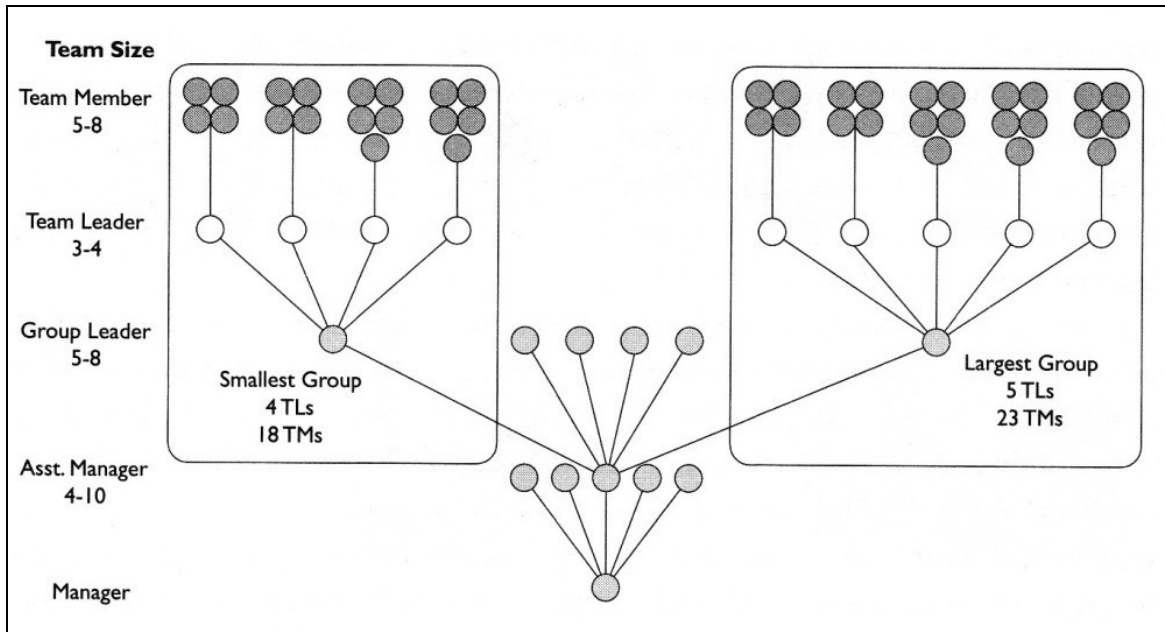 Team Size
Team Member
5-8
Team Leader
3-4
Group Leader
5-8
Smallest Group
4 TLs
18 TMs
Largest Group
5 TLs
23 TMs
Asst. Manager
4-10
Manager